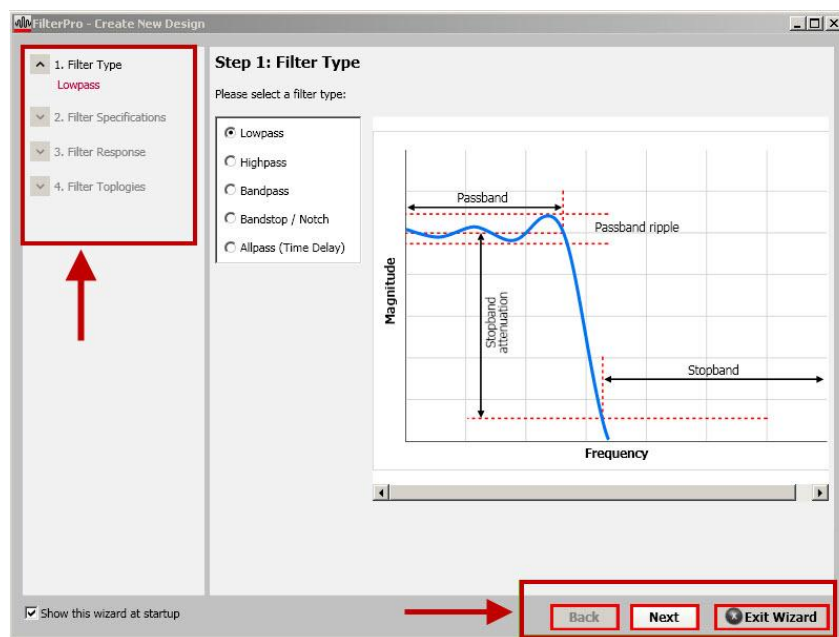 FilterPro - Create New Design
1. Filter Type
Lowpass
2. Filter Specifications
3. Filter Response
4. Filter Toplogies
Step 1: Filter Type
Please select a filter type:
Lowpass
Highpass
Bandpass
Bandstop / Notch
Allpass (Time Delay)
Passband
Passband ripple
Magnitude
Stopband
attenuation
Stopband
Frequency
Show this wizard at startup
Back
Next
Exit Wizard